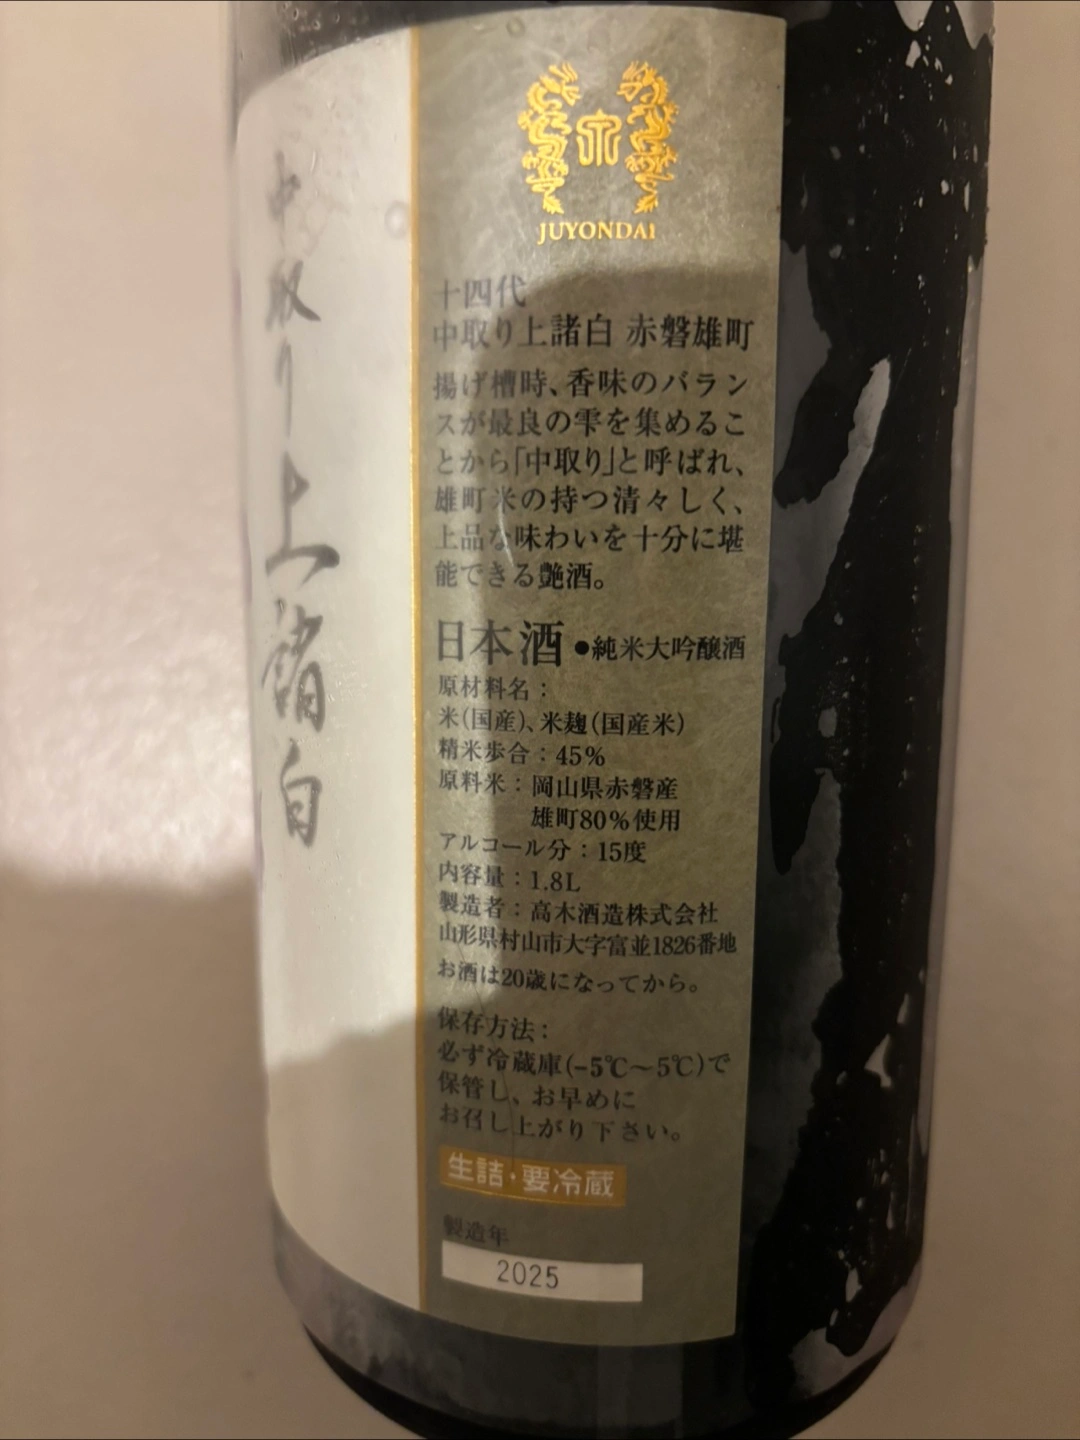 中取り上諸白
JUYONDAI
十四代
中取り上諸白 赤磐雄町
揚げ槽時、香味のバラン
スが最良の雫を集めるこ
とから「中取り」と呼ばれ、
雄町米の持つ清々しく、
上品な味わいを十分に堪
能できる艶酒。
日本酒●純米大吟醸酒
原材料名：
米(国産)、米麹(国産米)
精米歩合：45%
原料米：岡山県赤磐産
雄町80%使用
アルコール分：15度
内容量：1.8L
製造者：高木酒造株式会社
山形県村山市大字富並1826番地
お酒は20歳になってから。
保存方法：
必ず冷蔵庫(-5℃～5℃)で
保管し、お早めに
お召し上がり下さい。
生詰・要冷蔵
製造年
2025